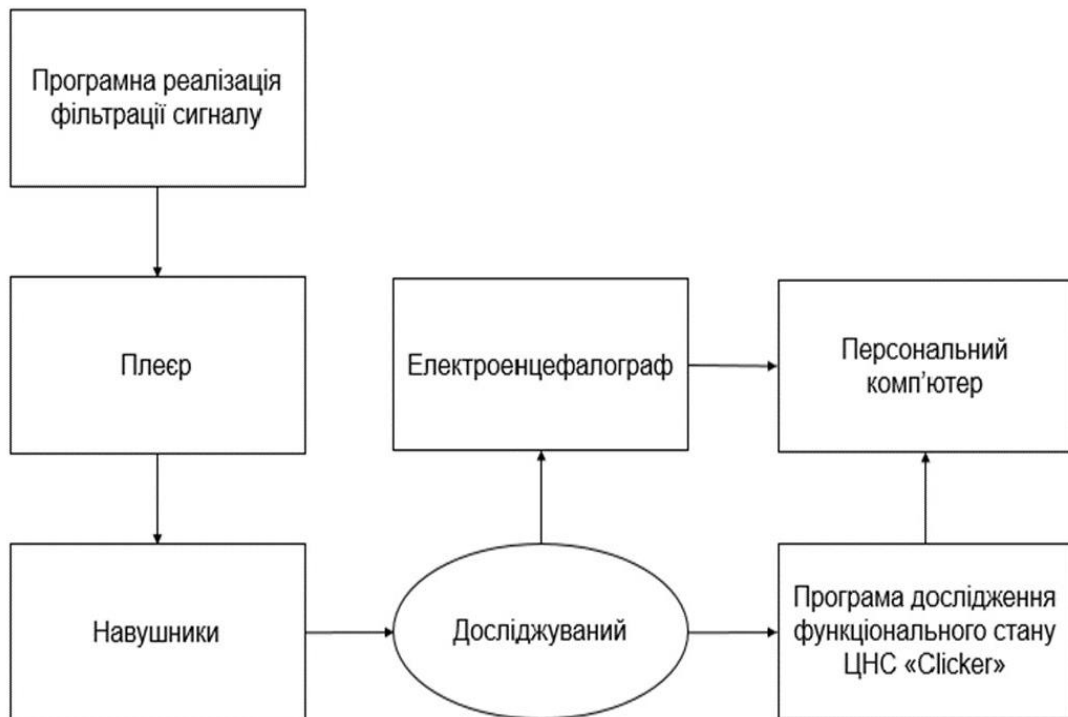 Програмна реалізація
фільтрації сигналу
Плеєр
Електроенцефалограф
Персональний
комп’ютер
Навушники
Досліджуваний
Програма дослідження
функціонального стану
ЦНС «Clicker»